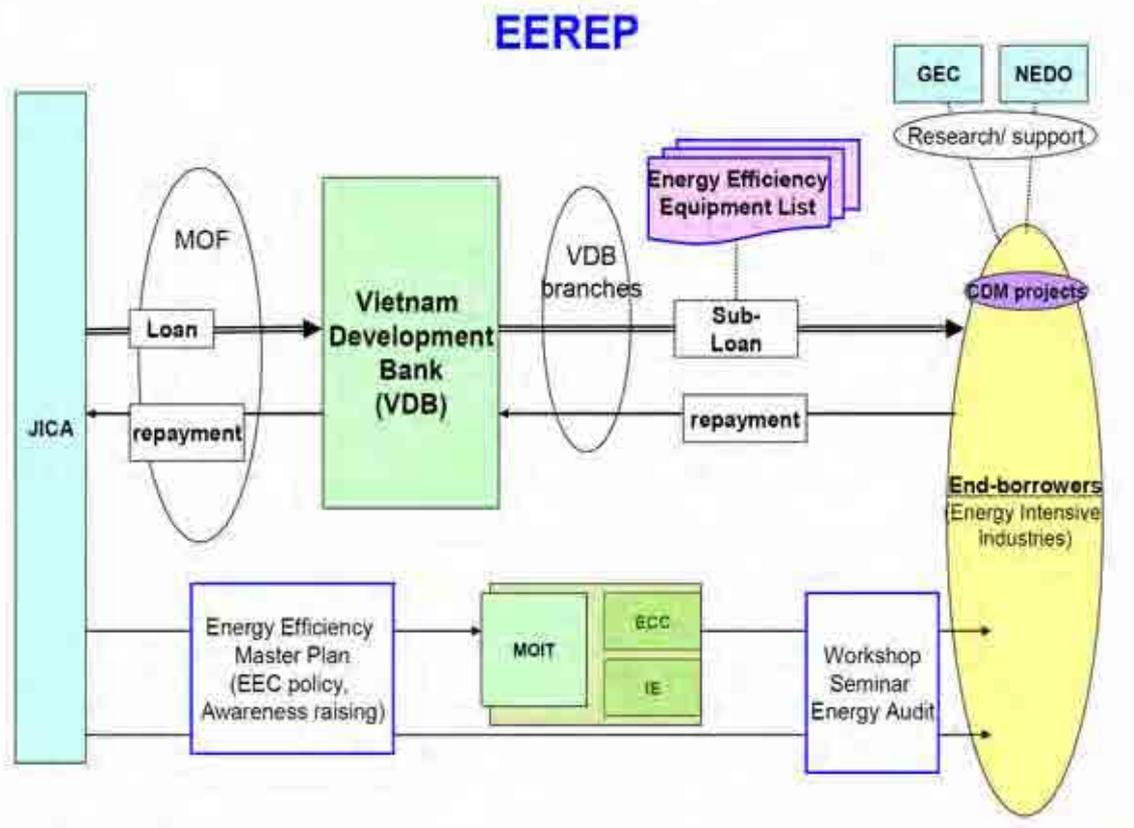 EEREP
GEC
NEDO
Research/ support
Energy Efficiency
Equipment List
MOF
VDB
branches
CDM projects
Vietnam
Development
Bank
(VDB)
Loan
Sub-
Loan
JICA
repayment
repayment
End-borrowers
(Energy Intensive
Industries)
Energy Efficiency
Master Plan
(EEC policy,
Awareness raising)
MOIT
ECC
IE
Workshop
Seminar
Energy Audit